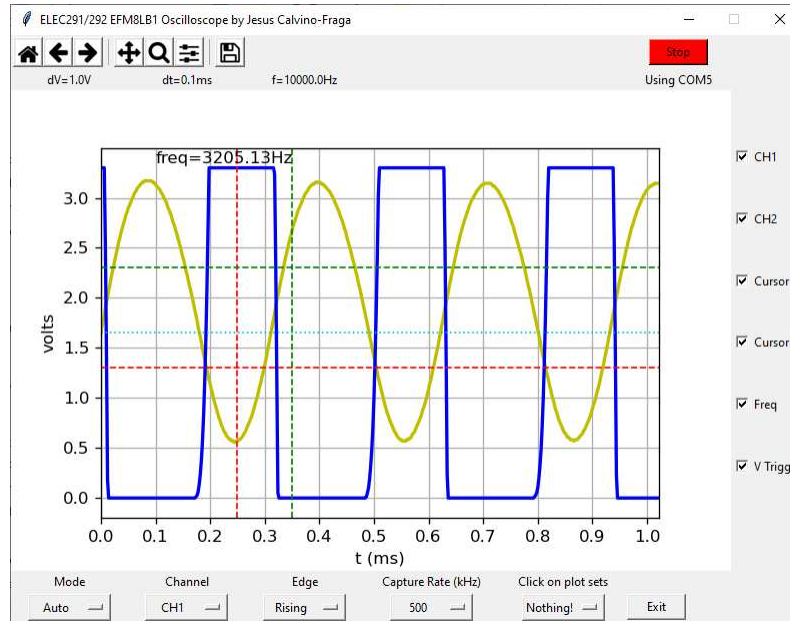 ELEC291/292 EFM8LB1 Oscilloscope by Jesus Calvino-Fraga
Stop
dV=1.0V dt=0.1ms f=10000.0Hz Using COM5
freq=3205.13Hz
CH1
CH2
Cursor
Cursor
Freq
V Trigg
volts
3.0
2.5
2.0
1.5
1.0
0.5
0.0
0.0 0.1 0.2 0.3 0.4 0.5 0.6 0.7 0.8 0.9 1.0
t (ms)
Mode Channel Edge Capture Rate (kHz) Click on plot sets
Auto CH1 Rising 500 Nothing! Exit